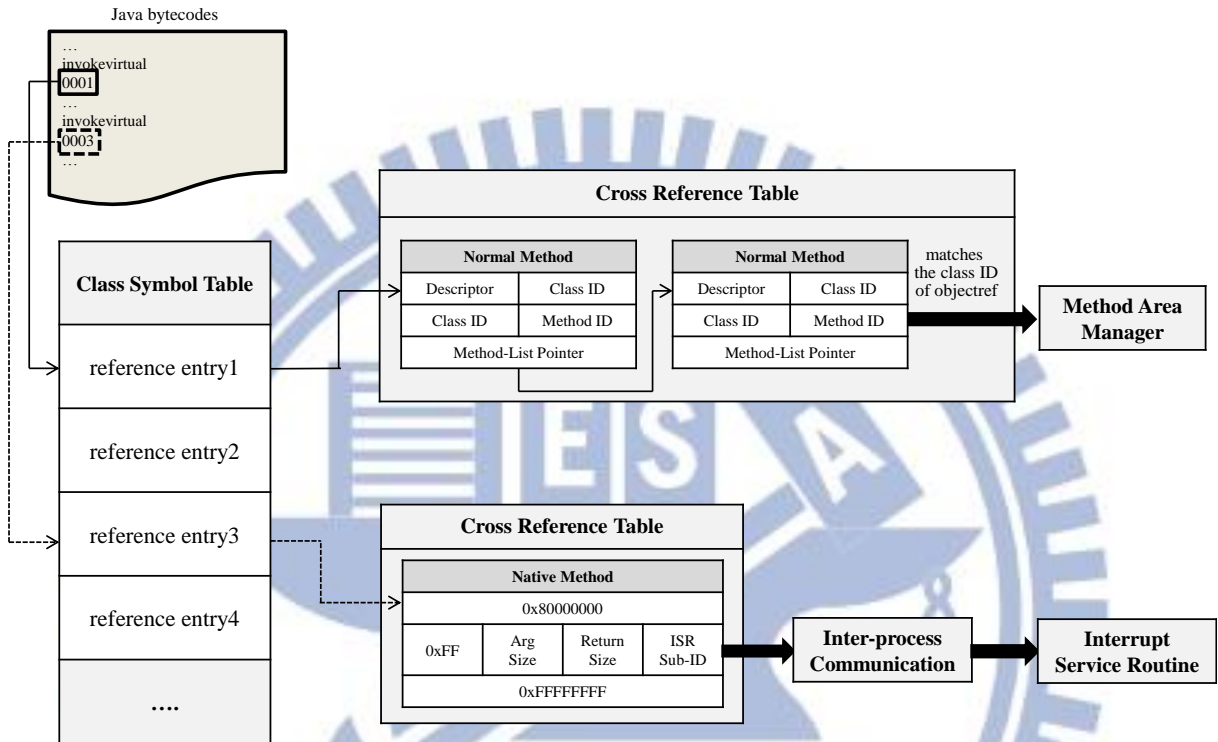 Java bytecodes
…
invokevirtual
0001
…
invokevirtual
0003
…
Class Symbol Table
reference entry1
reference entry2
reference entry3
reference entry4
….
Cross Reference Table
Normal Method
Descriptor Class ID
Class ID Method ID
Method-List Pointer
Normal Method
Descriptor Class ID
Class ID Method ID
Method-List Pointer
matches
the class ID
of objectref
Method Area
Manager
Cross Reference Table
Native Method
0x80000000
0xFF Arg Size Return Size ISR Sub-ID
0xFFFFFFFF
Inter-process
Communication
Interrupt
Service Routine
E S A
8